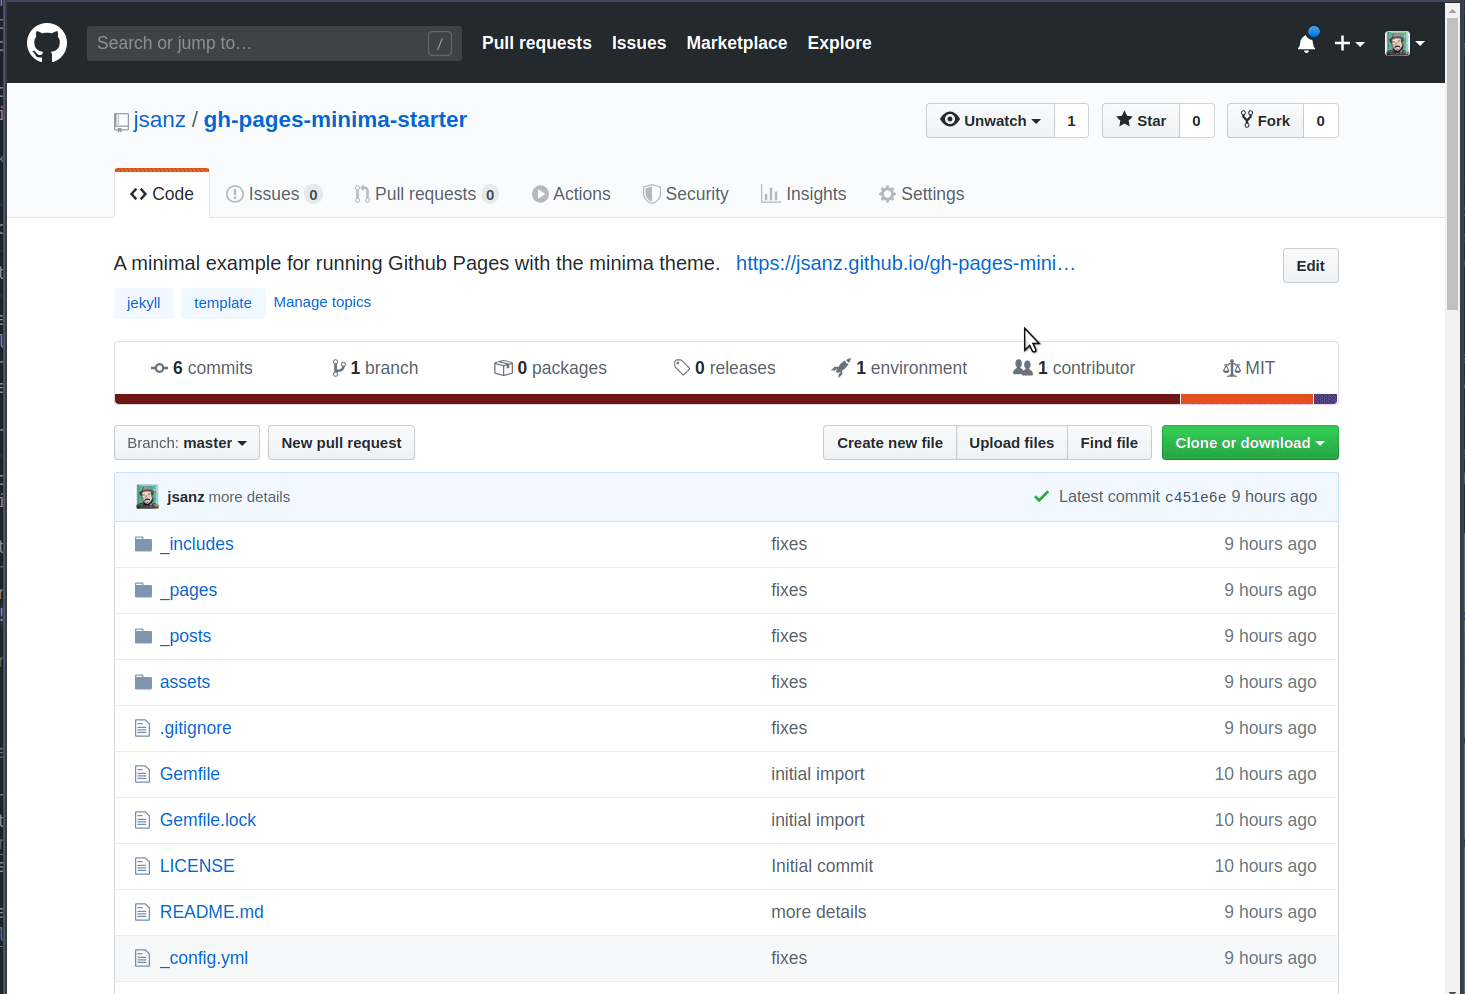 Search or jump to… /
Pull requests Issues Marketplace Explore
jsanz / gh-pages-minima-starter
Unwatch 1 Star 0 Fork 0
Code Issues 0 Pull requests 0 Actions Security Insights Settings
A minimal example for running Github Pages with the minima theme. https://jsanz.github.io/gh-pages-mini…
Edit
jekyll template Manage topics
6 commits 1 branch 0 packages 0 releases 1 environment 1 contributor MIT
Branch: master New pull request Create new file Upload files Find file Clone or download
jsanz more details Latest commit c451e6e 9 hours ago
_includes fixes 9 hours ago
_pages fixes 9 hours ago
_posts fixes 9 hours ago
assets fixes 9 hours ago
.gitignore fixes 9 hours ago
Gemfile initial import 10 hours ago
Gemfile.lock initial import 10 hours ago
LICENSE Initial commit 10 hours ago
README.md more details 9 hours ago
_config.yml fixes 9 hours ago